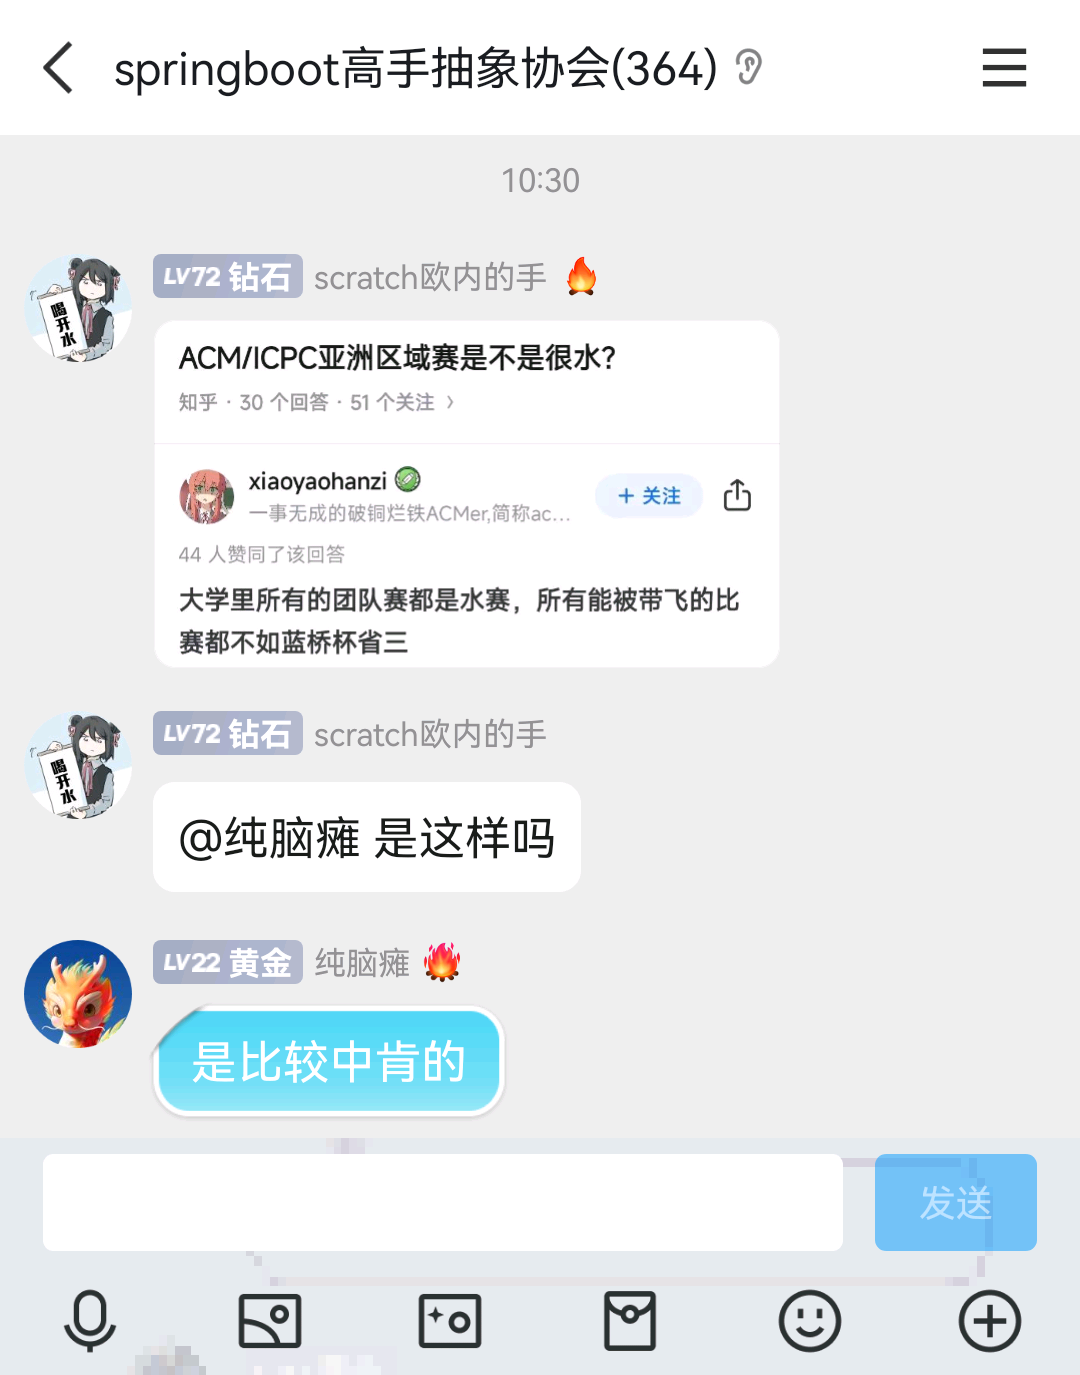 springboot高手抽象协会(364)
10:30
LV72 钻石 scratch欧内的手
喝开水
ACM/ICPC亚洲区域赛是不是很水?
知乎 · 30 个回答 · 51 个关注 >
xiaoyaohanzi
+ 关注
一事无成的破铜烂铁ACMer,简称ac...
44 人赞同了该回答
大学里所有的团队赛都是水赛，所有能被带飞的比
赛都不如蓝桥杯省三
LV72 钻石 scratch欧内的手
喝开水
@纯脑瘫 是这样吗
LV22 黄金 纯脑瘫
是比较中肯的
发送